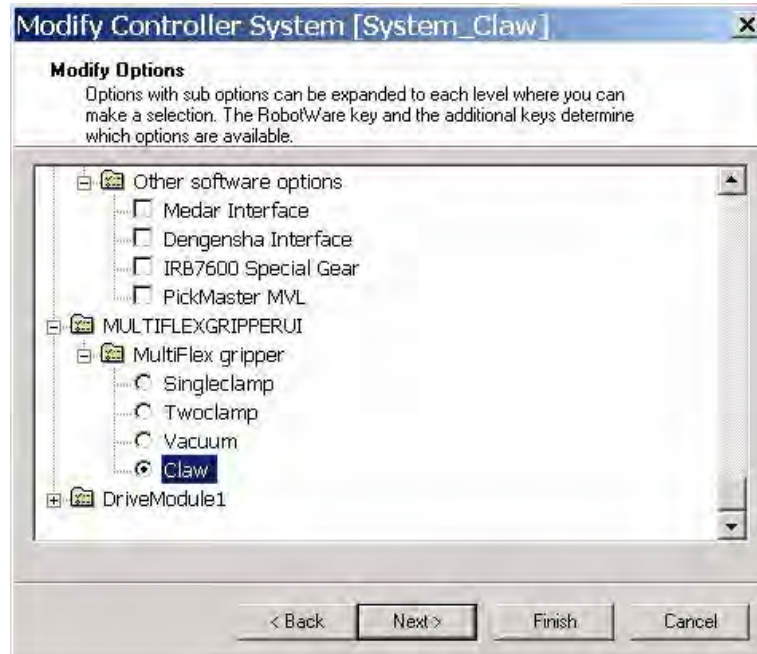 Modify Controller System [System_Claw]
Modify Options
Options with sub options can be expanded to each level where you can
make a selection. The RobotWare key and the additional keys determine
which options are available.
Other software options
Medar Interface
Dengensha Interface
IRB7600 Special Gear
PickMaster MVL
MULTIFLEXGRIPPERUI
MultiFlex gripper
Singleclamp
Twoclamp
Vacuum
Claw
DriveModule1
< Back Next > Finish Cancel